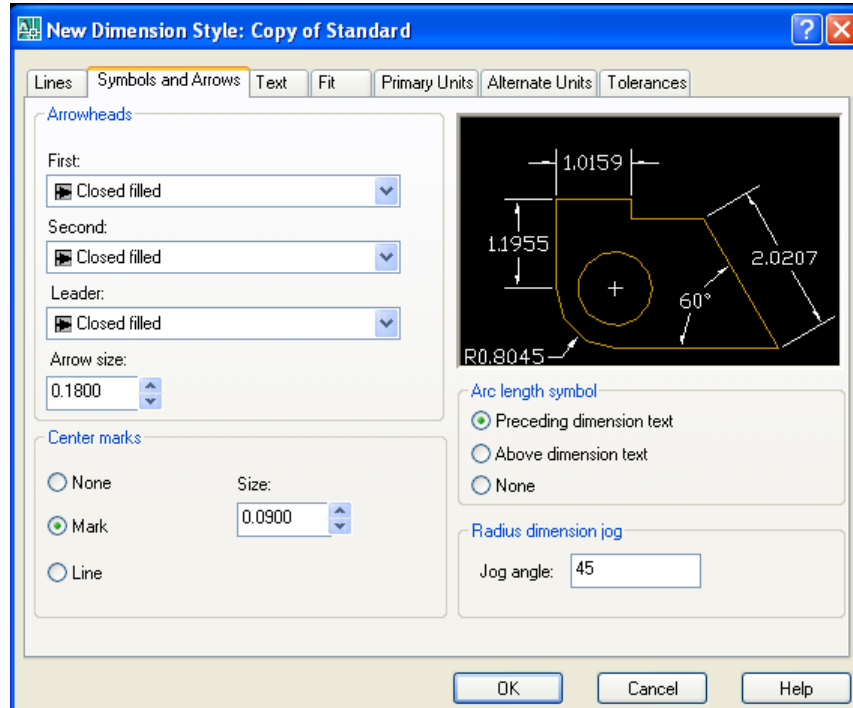 New Dimension Style: Copy of Standard
Lines
Symbols and Arrows
Text
Fit
Primary Units
Alternate Units
Tolerances
Arrowheads
First:
Closed filled
Second:
Closed filled
Leader:
Closed filled
Arrow size:
0.1800
Center marks
None
Mark
Line
Size:
0.0900
1.0159
1.1955
2.0207
60°
R0.8045
Arc length symbol
Preceding dimension text
Above dimension text
None
Radius dimension jog
Jog angle: 45
OK
Cancel
Help